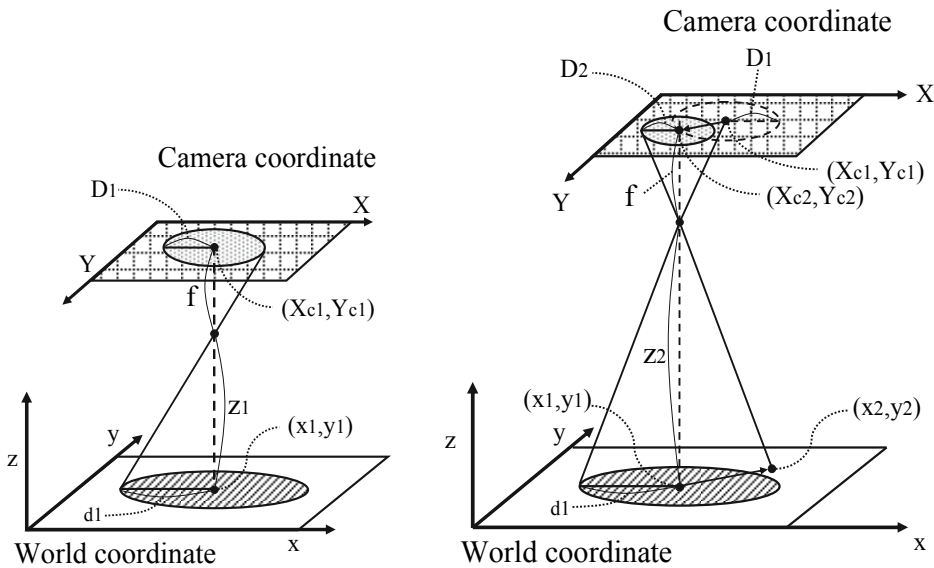 Camera coordinate
D1
X
Y
f
(Xc1,Yc1)
z1
(x1,y1)
y
z
d1
x
World coordinate
Camera coordinate
D2
D1
X
Y
f
(Xc1,Yc1)
(Xc2,Yc2)
z2
(x1,y1)
(x2,y2)
y
z
d1
x
World coordinate